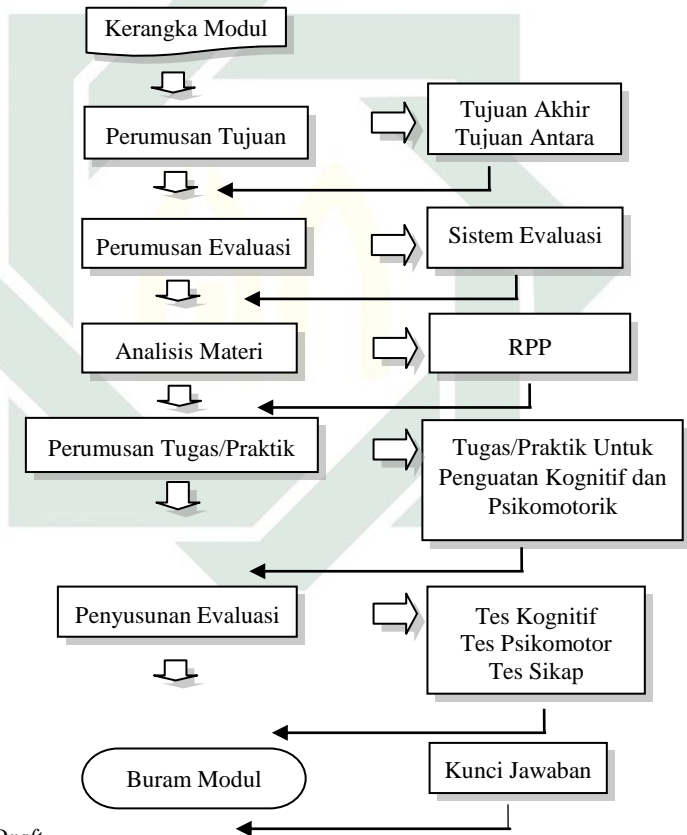 Kerangka Modul
Perumusan Tujuan
Tujuan Akhir
Tujuan Antara
Perumusan Evaluasi
Sistem Evaluasi
Analisis Materi
RPP
Perumusan Tugas/Praktik
Tugas/Praktik Untuk
Penguatan Kognitif dan
Psikomotorik
Penyusunan Evaluasi
Tes Kognitif
Tes Psikomotor
Tes Sikap
Buram Modul
Kunci Jawaban